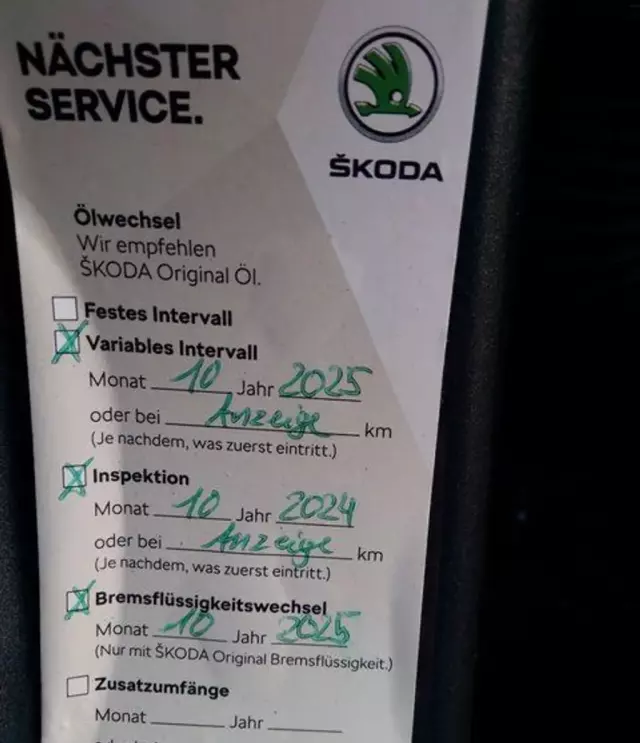 NÄCHSTER
SERVICE.
ŠKODA
Ölwechsel
Wir empfehlen
ŠKODA Original Öl.
Festes Intervall
Variables Intervall
Monat 10 Jahr 2025
oder bei Anzeige km
(Je nachdem, was zuerst eintritt.)
Inspektion
Monat 10 Jahr 2024
oder bei Anzeige km
(Je nachdem, was zuerst eintritt.)
Bremsflüssigkeitswechsel
Monat 10 Jahr 2025
(Nur mit ŠKODA Original Bremsflüssigkeit.)
Zusatzumfänge
Monat Jahr